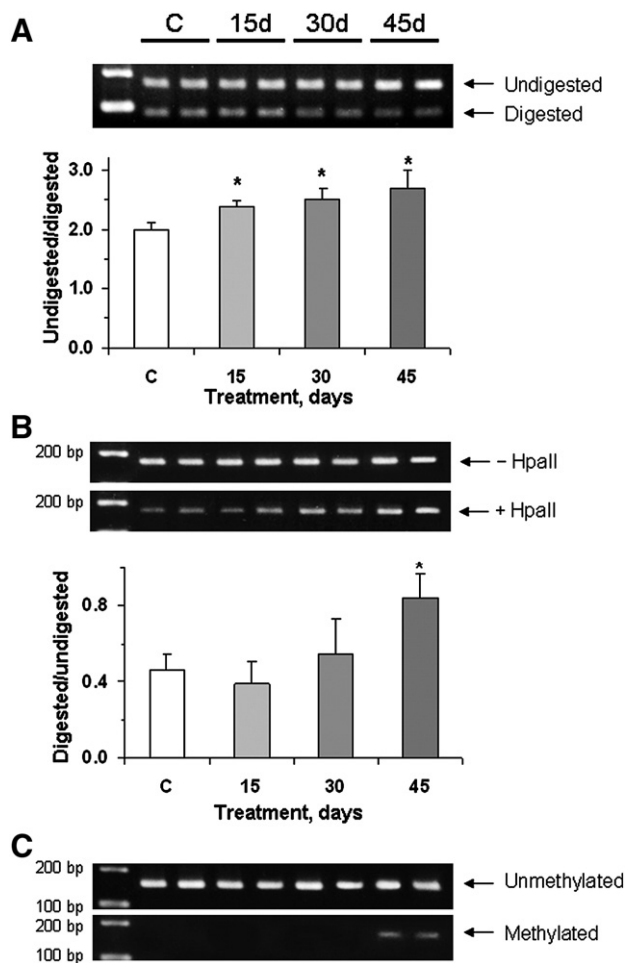 A
C 15d 30d 45d
Undigested
Digested
Undigested/digested
3.0
*
*
*
2.0
1.0
0.0
C 15 30 45
Treatment, days
B
200 bp
– HpaII
200 bp
+ HpaII
Digested/undigested
*
0.8
0.4
0.0
C 15 30 45
Treatment, days
C
200 bp
Unmethylated
100 bp
200 bp
Methylated
100 bp